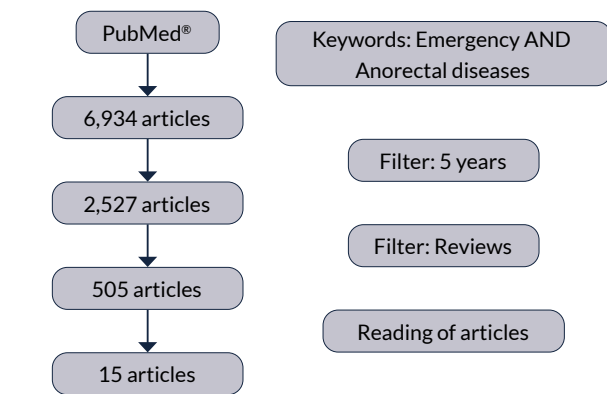 PubMed®
Keywords: Emergency AND
Anorectal diseases
6,934 articles
Filter: 5 years
2,527 articles
Filter: Reviews
505 articles
Reading of articles
15 articles